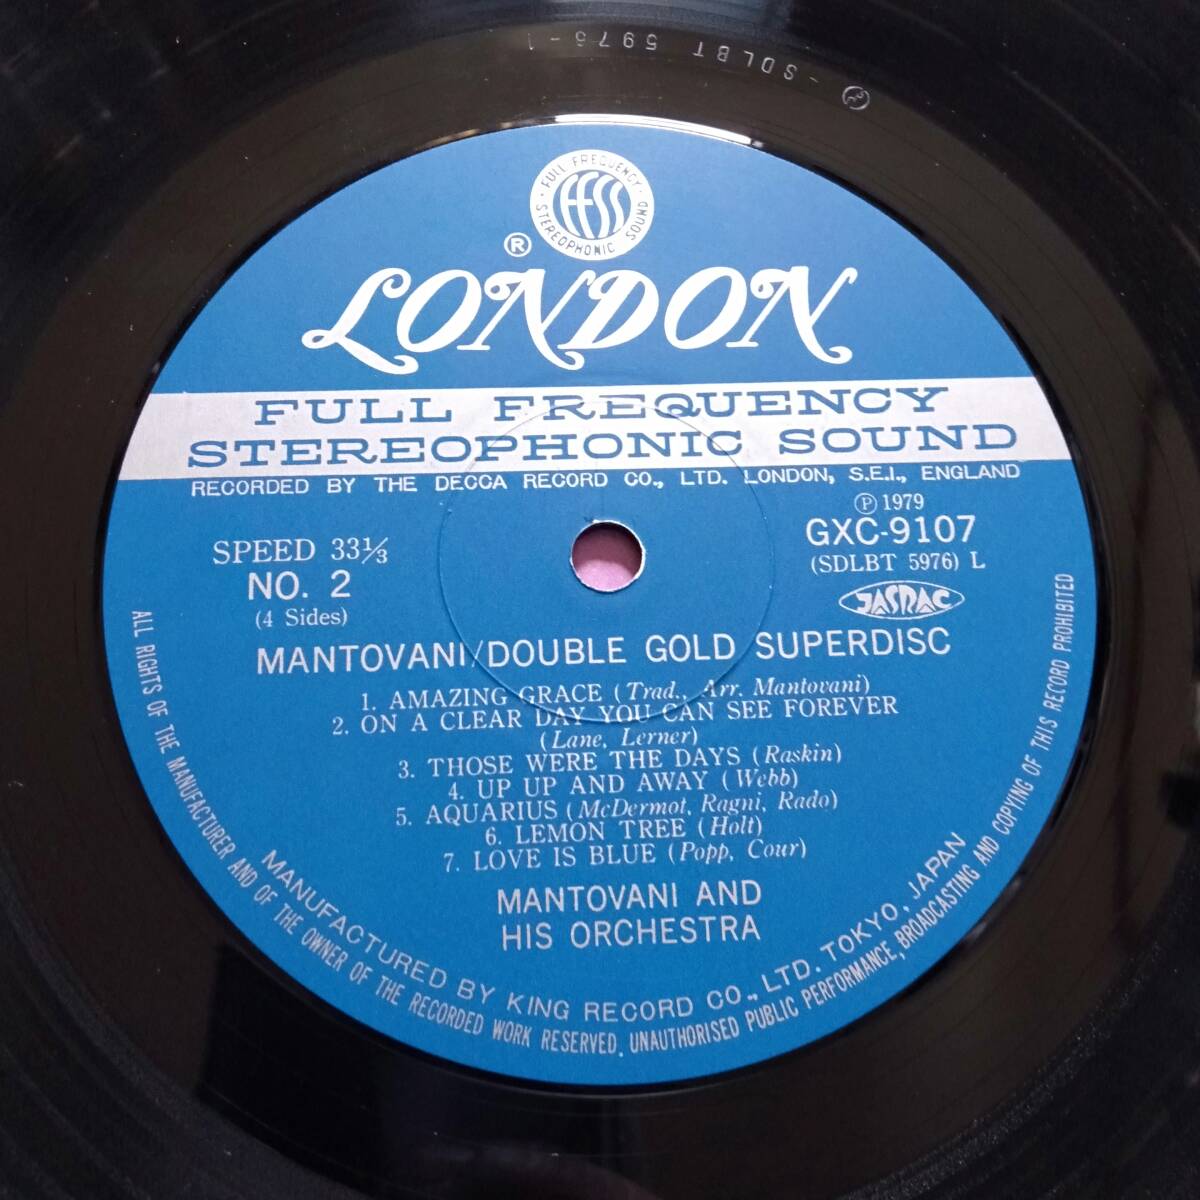 - SDLBT 5976-1
FULL FREQUENCY
STEREOPHONIC SOUND
FFSS
®
LONDON
FULL FREQUENCY
STEREOPHONIC SOUND
RECORDED BY THE DECCA RECORD CO., LTD. LONDON, S.E.I., ENGLAND
SPEED 33⅓
NO. 2
(4 Sides)
Ⓟ 1979
GXC-9107
(SDLBT 5976) L
JASRAC
MANTOVANI/DOUBLE GOLD SUPERDISC
1. AMAZING GRACE (Trad., Arr. Mantovani)
2. ON A CLEAR DAY YOU CAN SEE FOREVER
(Lane, Lerner)
3. THOSE WERE THE DAYS (Raskin)
4. UP UP AND AWAY (Webb)
5. AQUARIUS (McDermot, Ragni, Rado)
6. LEMON TREE (Holt)
7. LOVE IS BLUE (Popp, Cour)
MANTOVANI AND
HIS ORCHESTRA
MANUFACTURED BY KING RECORD CO., LTD. TOKYO, JAPAN
ALL RIGHTS OF THE MANUFACTURER AND OF THE OWNER OF THE RECORDED WORK RESERVED. UNAUTHORISED PUBLIC PERFORMANCE, BROADCASTING AND COPYING OF THIS RECORD PROHIBITED